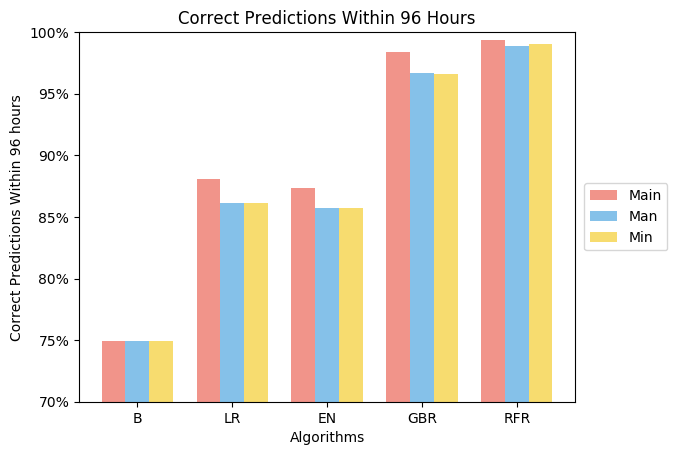 Correct Predictions Within 96 Hours
Correct Predictions Within 96 hours
100%
95%
90%
85%
80%
75%
70%
B
LR
EN
GBR
RFR
Algorithms
Main
Man
Min